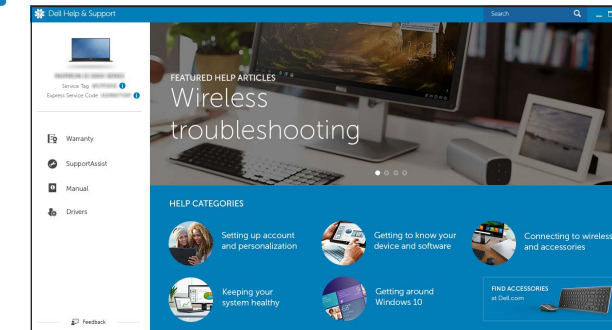 Dell Help & Support
Search
Service Tag
Express Service Code
Warranty
SupportAssist
Manual
Drivers
Feedback
FEATURED HELP ARTICLES
Wireless
troubleshooting
HELP CATEGORIES
Setting up account
and personalization
Getting to know your
device and software
Connecting to wireless
and accessories
Keeping your
system healthy
Getting around
Windows 10
FIND ACCESSORIES
at Dell.com